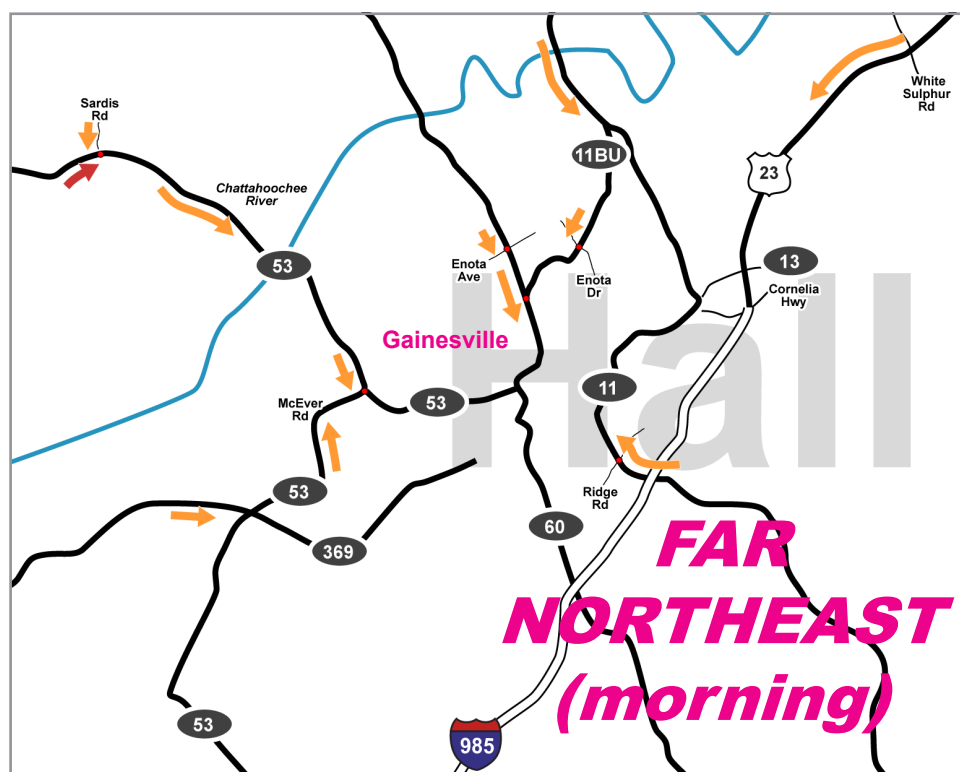 White
Sulphur
Rd
Sardis
Rd
11BU
23
Chattahoochee
River
53
Enota
Ave
Enota
Dr
13
Cornelia
Hwy
Hall
Gainesville
McEver
Rd
53
11
53
Ridge
Rd
60
369
FAR
NORTHEAST
(morning)
53
985